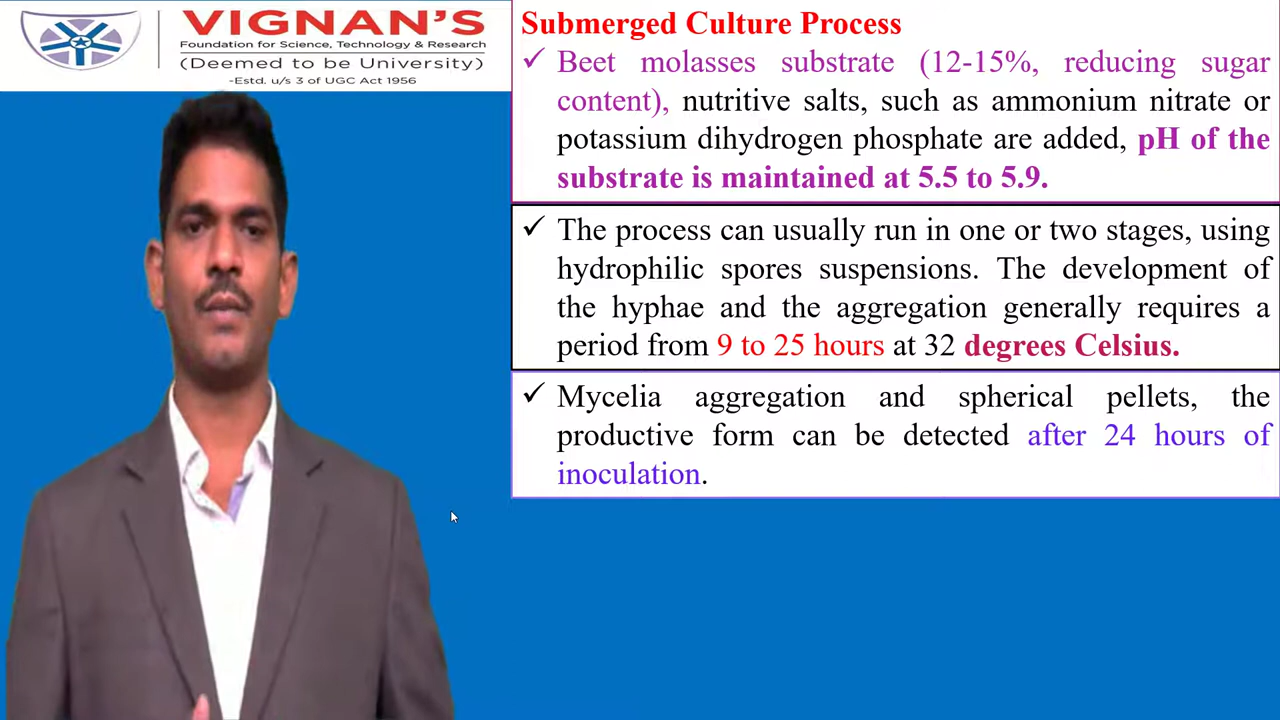 VIGNAN'S
Foundation for Science, Technology & Research
(Deemed to be University)
-Estd. u/s 3 of UGC Act 1956
Submerged Culture Process
✓ Beet molasses substrate (12-15%, reducing sugar
content), nutritive salts, such as ammonium nitrate or
potassium dihydrogen phosphate are added, pH of the
substrate is maintained at 5.5 to 5.9.
✓ The process can usually run in one or two stages, using
hydrophilic spores suspensions. The development of
the hyphae and the aggregation generally requires a
period from 9 to 25 hours at 32 degrees Celsius.
✓ Mycelia aggregation and spherical pellets, the
productive form can be detected after 24 hours of
inoculation.